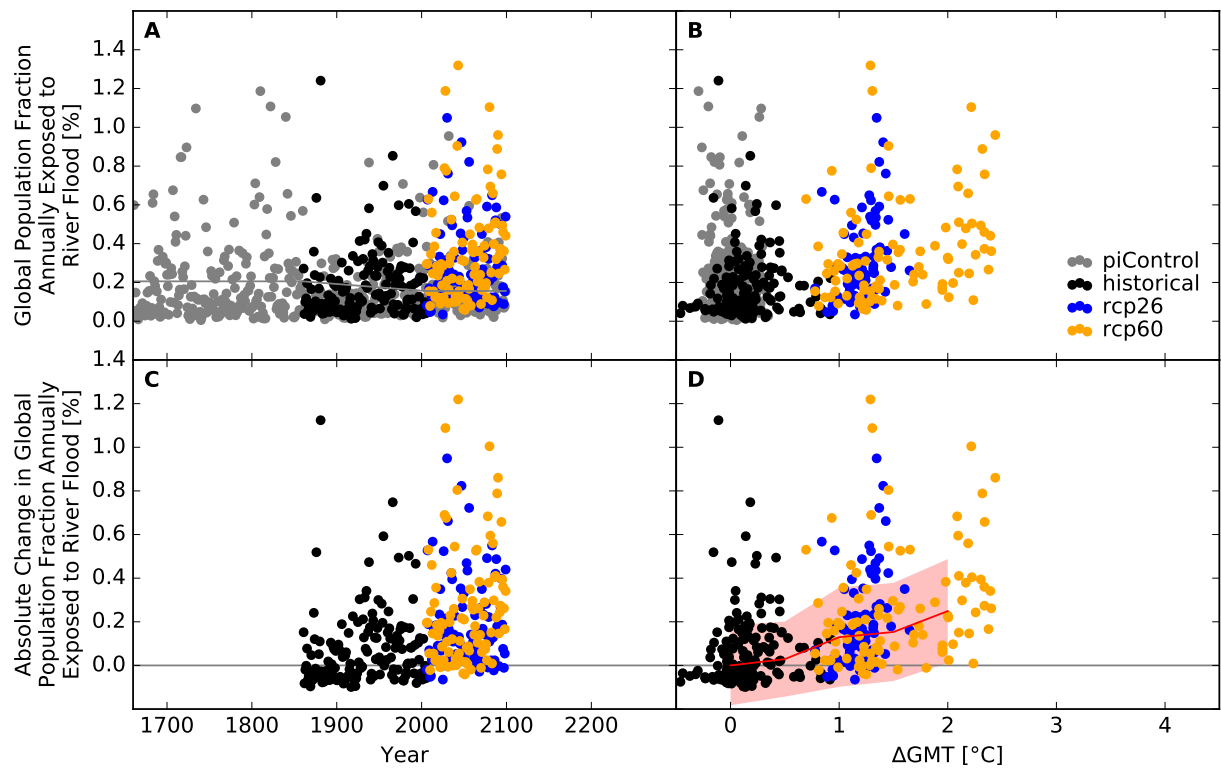 A
B
Global Population Fraction
Annually Exposed to
River Flood [%]
1.4
1.2
1.0
0.8
0.6
0.4
0.2
0.0
piControl
historical
rcp26
rcp60
C
D
Absolute Change in Global
Population Fraction Annually
Exposed to River Flood [%]
1.4
1.2
1.0
0.8
0.6
0.4
0.2
0.0
1700 1800 1900 2000 2100 2200
0 1 2 3 4
Year
ΔGMT [°C]